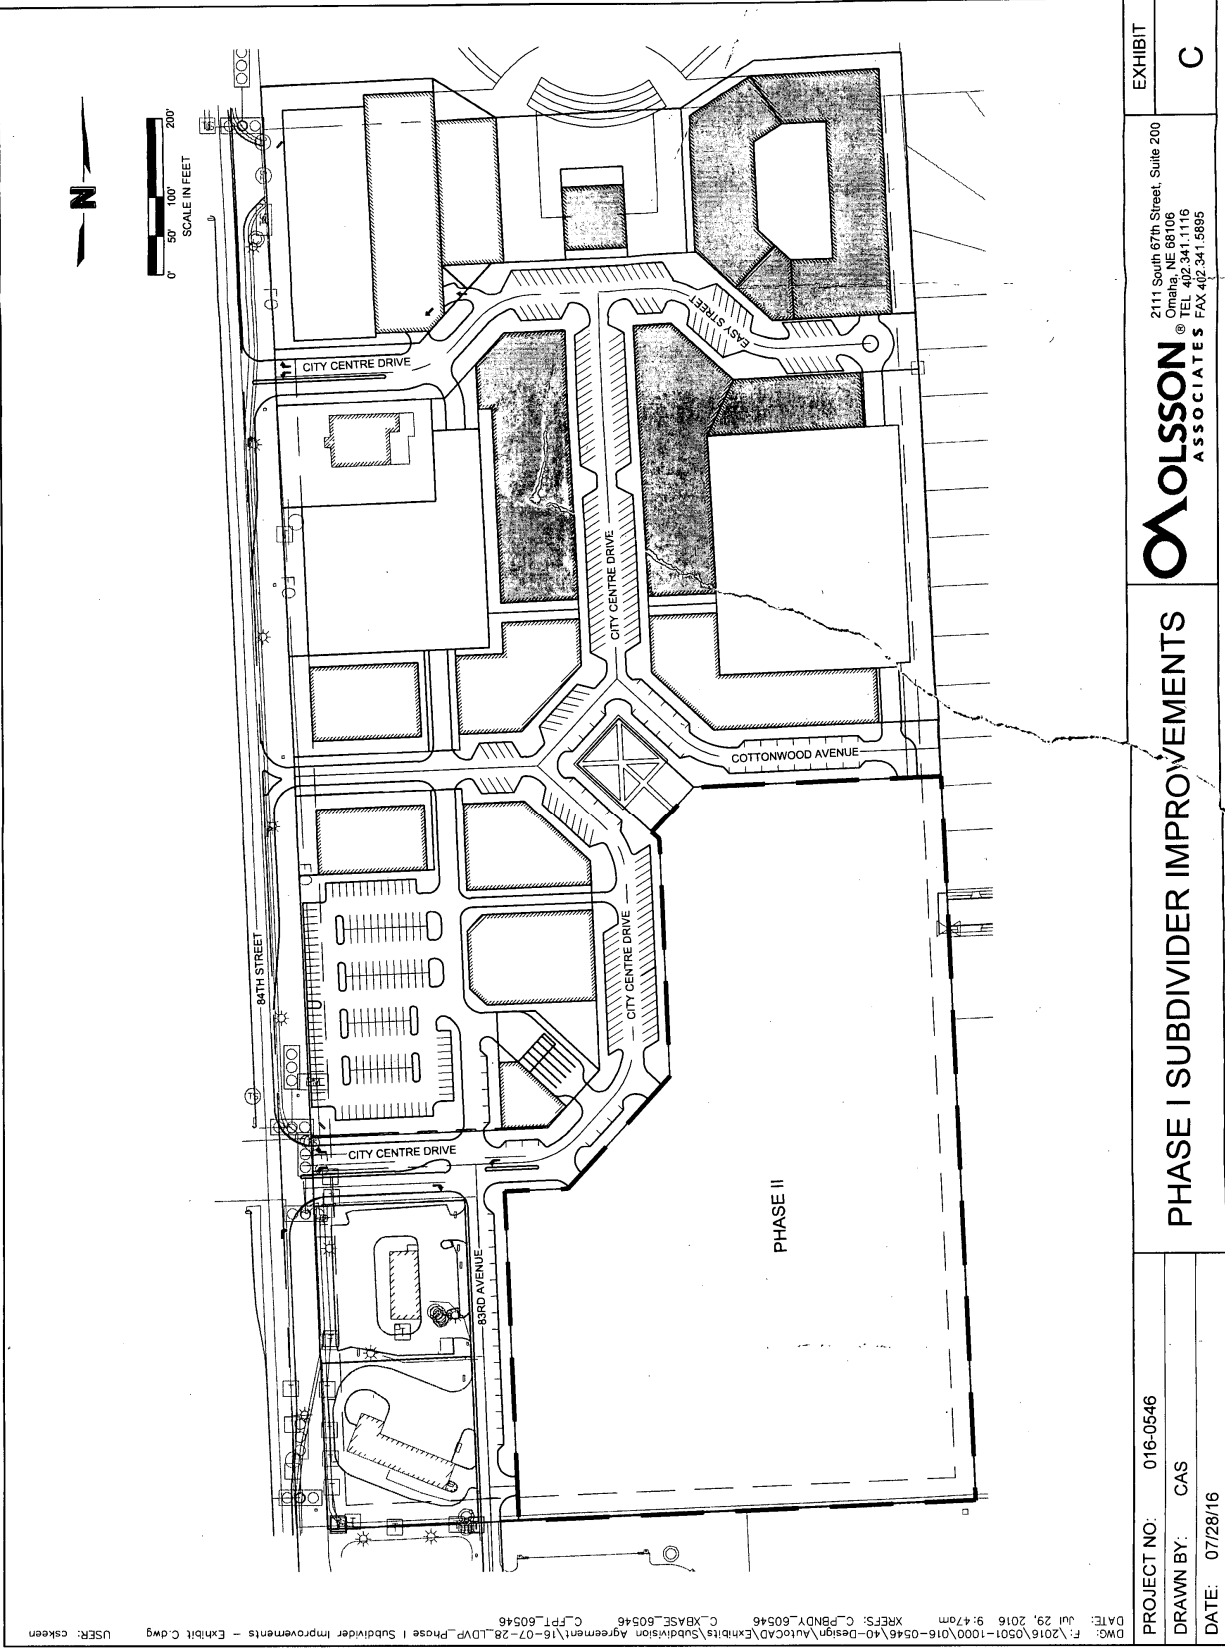 N
0' 50' 100' 200'
SCALE IN FEET
84TH STREET
CITY CENTRE DRIVE
EASY STREET
CITY CENTRE DRIVE
COTTONWOOD AVENUE
CITY CENTRE DRIVE
CITY CENTRE DRIVE
83RD AVENUE
PHASE II
DWG: F:\2016\0501-1000\016-0546\40-Design\AutoCAD\Exhibits\Subdivision Agreement\16-07-28_LDVP_Phase I Subdivider Improvements - Exhibit C.dwg USER: cskeen
DATE: Jul 29, 2016 9:47am XREFS: C_PBNDY_60546 C_XBASE_60546 C_FPT_60546
PROJECT NO: 016-0546
DRAWN BY: CAS
DATE: 07/28/16
PHASE I SUBDIVIDER IMPROVEMENTS
OLSSON ®
ASSOCIATES
2111 South 67th Street, Suite 200
Omaha, NE 68106
TEL 402.341.1116
FAX 402.341.5895
EXHIBIT
C